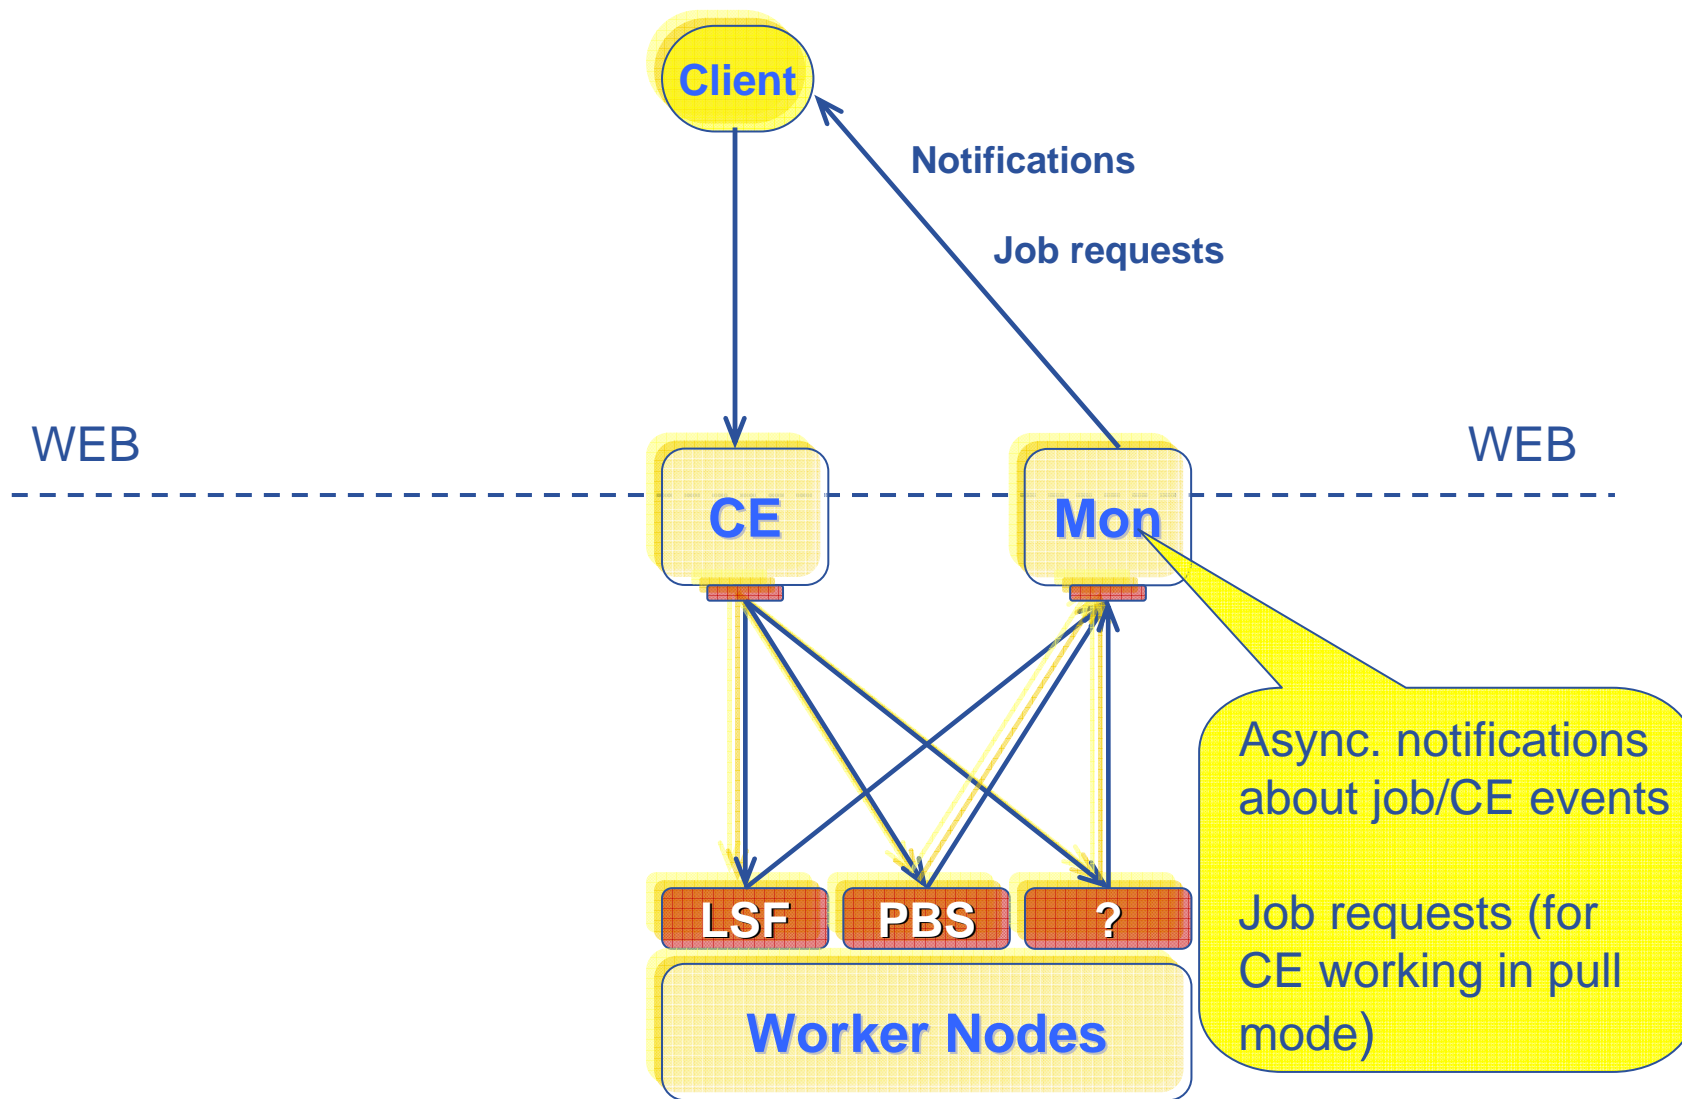 Client
Notifications
Job requests
WEB
WEB
CE
Mon
Async. notifications
about job/CE events
Job requests (for
CE working in pull
mode)
LSF
PBS
?
Worker Nodes